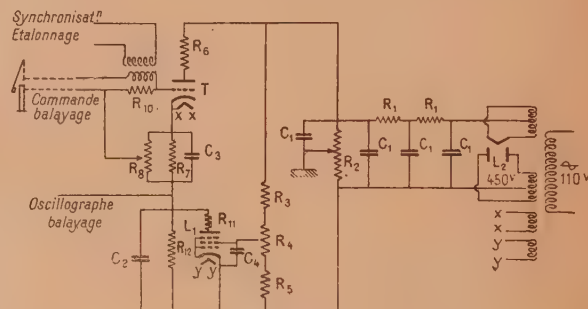 Synchronisatⁿ
Etalonnage
R6
T
R10
x x
Commande
balayage
C3
R8
R7
Oscillographe
balayage
R11
L1
R12
C2
C4
y y
R3
R4
R5
C1
R1
R1
R2
C1
C1
C1
L2
450v
110v
x
x
y
y